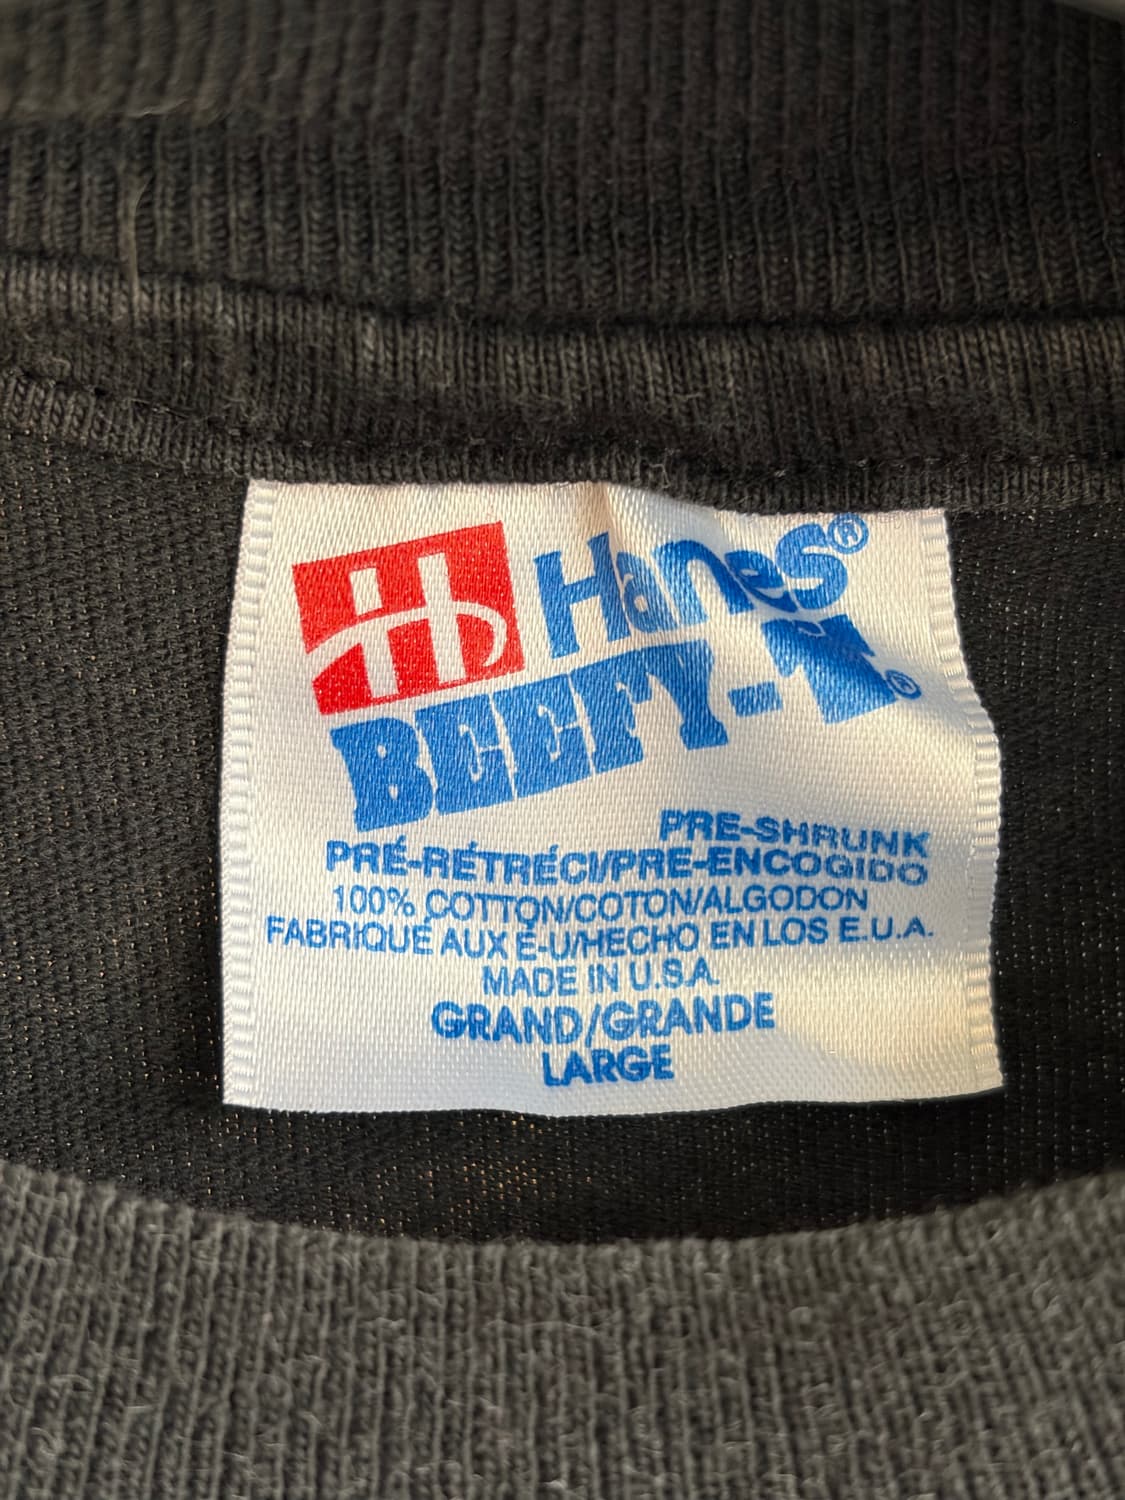 Hanes®
BEEFY-T®
PRE-SHRUNK
PRÉ-RÉTRÉCI/PRE-ENCOGIDO
100% COTTON/COTON/ALGODON
FABRIQUÉ AUX É-U/HECHO EN LOS E.U.A.
MADE IN U.S.A.
GRAND/GRANDE
LARGE